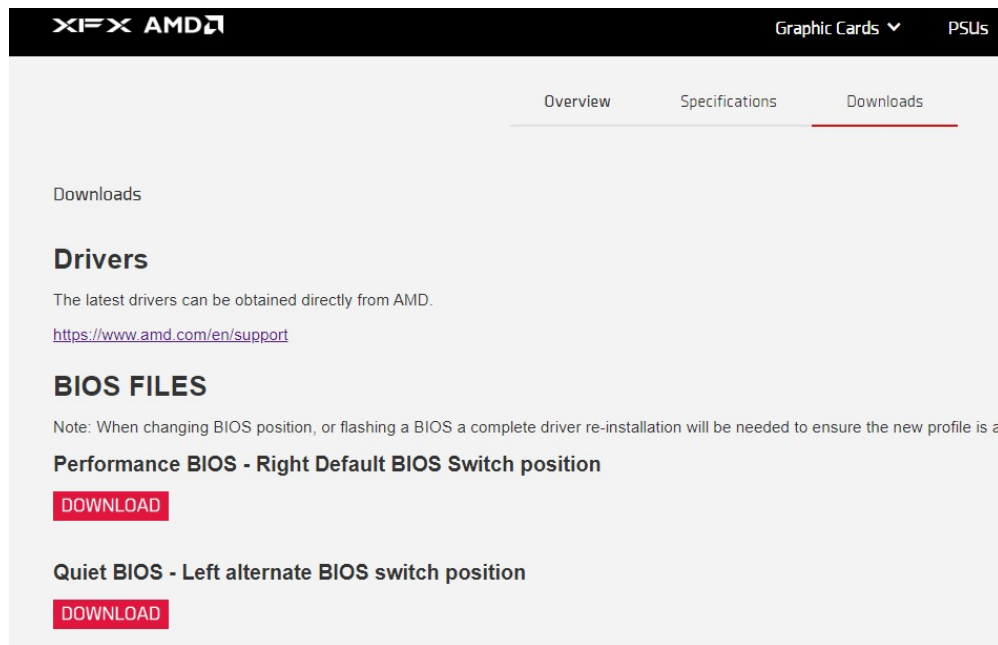 XFX AMD
Graphic Cards
PSUs
Overview
Specifications
Downloads
Downloads
Drivers
The latest drivers can be obtained directly from AMD.
https://www.amd.com/en/support
BIOS FILES
Note: When changing BIOS position, or flashing a BIOS a complete driver re-installation will be needed to ensure the new profile is a
Performance BIOS - Right Default BIOS Switch position
DOWNLOAD
Quiet BIOS - Left alternate BIOS switch position
DOWNLOAD